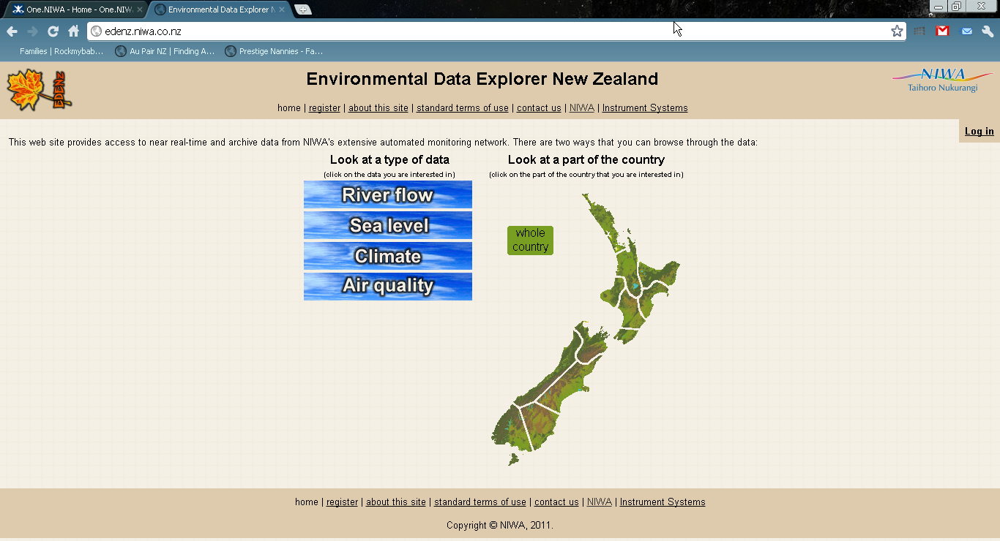 One.NIWA - Home - One.NIW
Environmental Data Explorer N
edenz.niwa.co.nz
Families | Rockmybab...
Au Pair NZ | Finding A...
Prestige Nannies - Fa...
EDENZ
Environmental Data Explorer New Zealand
NIWA
Taihoro Nukurangi
home | register | about this site | standard terms of use | contact us | NIWA | Instrument Systems
Log in
This web site provides access to near real-time and archive data from NIWA's extensive automated monitoring network. There are two ways that you can browse through the data:
Look at a type of data
(click on the data you are interested in)
River flow
Sea level
Climate
Air quality
Look at a part of the country
(click on the part of the country that you are interested in)
whole
country
home | register | about this site | standard terms of use | contact us | NIWA | Instrument Systems
Copyright © NIWA, 2011.